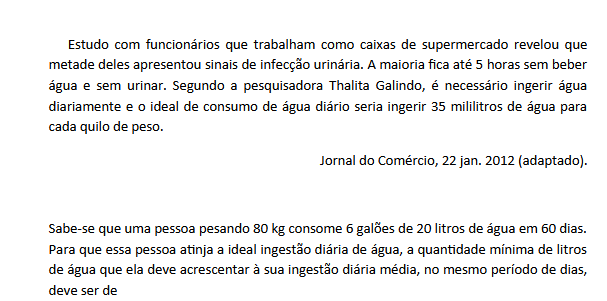 Estudo com funcionários que trabalham como caixas de supermercado revelou que
metade deles apresentou sinais de infecção urinária. A maioria fica até 5 horas sem beber
água e sem urinar. Segundo a pesquisadora Thalita Galindo, é necessário ingerir água
diariamente e o ideal de consumo de água diário seria ingerir 35 mililitros de água para
cada quilo de peso.
Jornal do Comércio, 22 jan. 2012 (adaptado).
Sabe-se que uma pessoa pesando 80 kg consome 6 galões de 20 litros de água em 60 dias.
Para que essa pessoa atinja a ideal ingestão diária de água, a quantidade mínima de litros
de água que ela deve acrescentar à sua ingestão diária média, no mesmo período de dias,
deve ser de